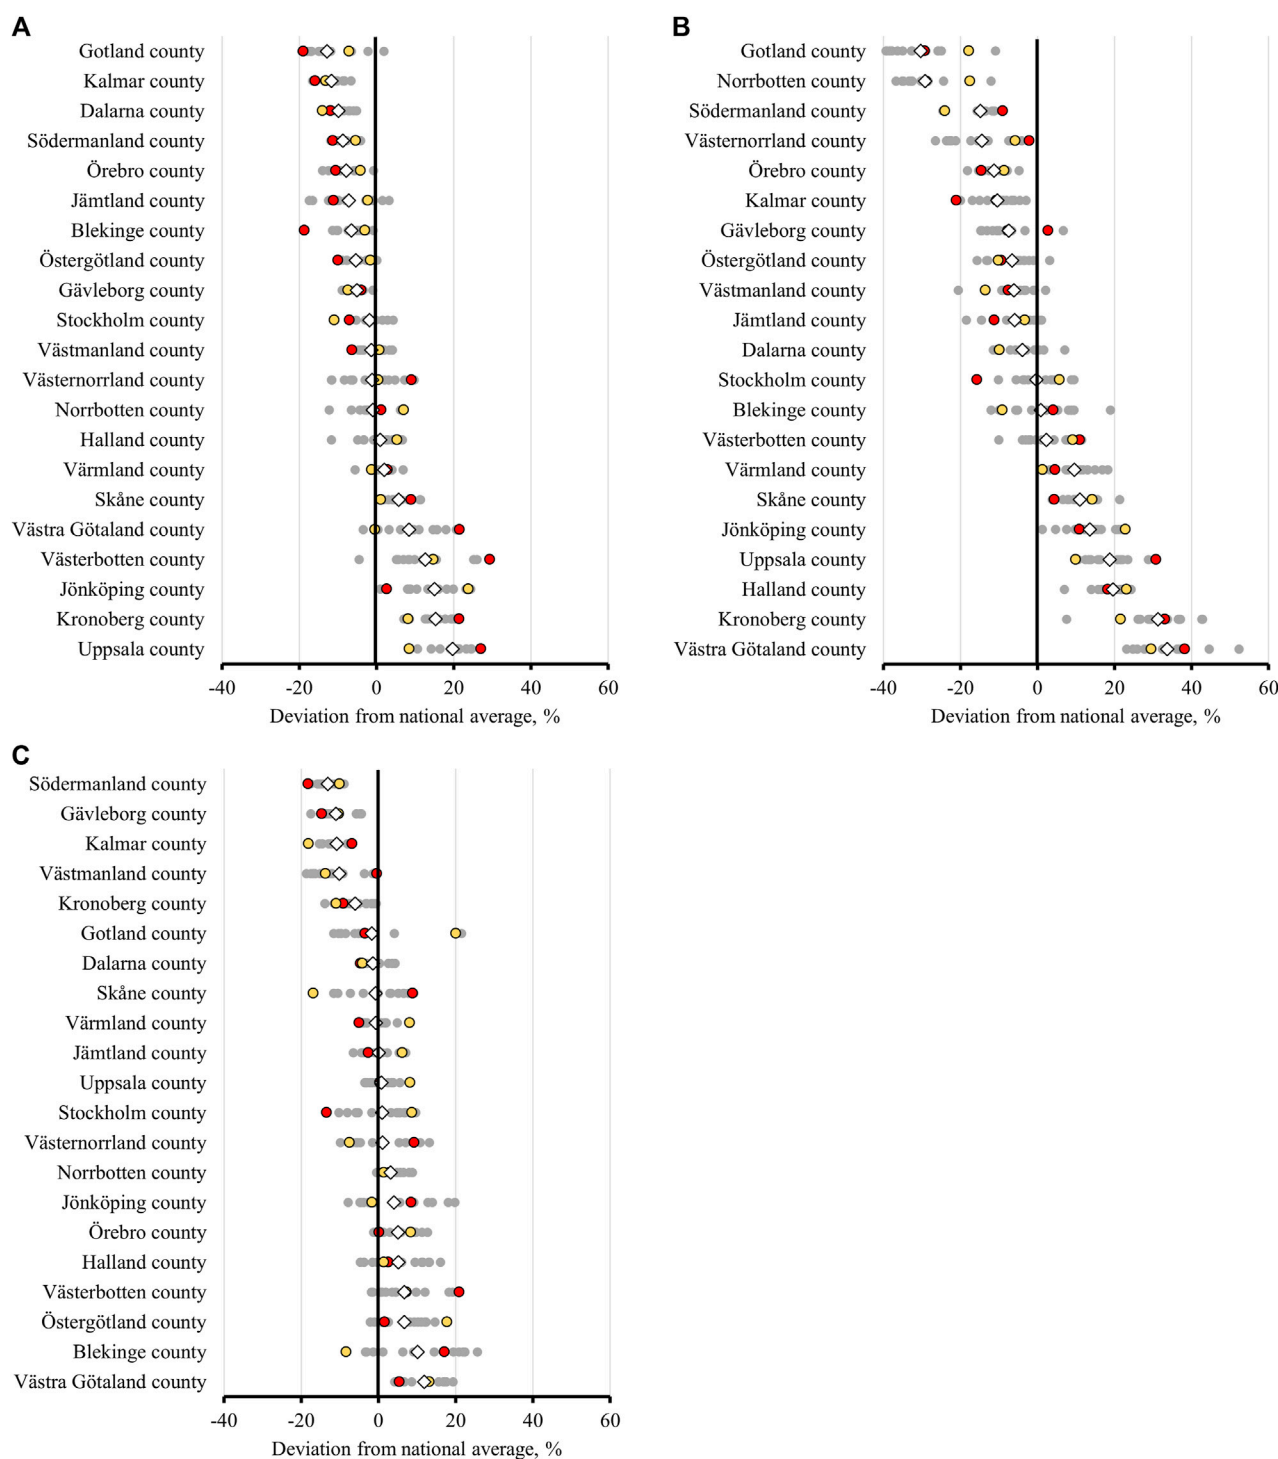 A
Gotland county
Kalmar county
Dalarna county
Södermanland county
Örebro county
Jämtland county
Blekinge county
Östergötland county
Gävleborg county
Stockholm county
Västmanland county
Västernorrland county
Norrbotten county
Halland county
Värmland county
Skåne county
Västra Götaland county
Västerbotten county
Jönköping county
Kronoberg county
Uppsala county
-40 -20 0 20 40 60
Deviation from national average, %
B
Gotland county
Norrbotten county
Södermanland county
Västernorrland county
Örebro county
Kalmar county
Gävleborg county
Östergötland county
Västmanland county
Jämtland county
Dalarna county
Stockholm county
Blekinge county
Västerbotten county
Värmland county
Skåne county
Jönköping county
Uppsala county
Halland county
Kronoberg county
Västra Götaland county
-40 -20 0 20 40 60
Deviation from national average, %
C
Södermanland county
Gävleborg county
Kalmar county
Västmanland county
Kronoberg county
Gotland county
Dalarna county
Skåne county
Värmland county
Jämtland county
Uppsala county
Stockholm county
Västernorrland county
Norrbotten county
Jönköping county
Örebro county
Halland county
Västerbotten county
Östergötland county
Blekinge county
Västra Götaland county
-40 -20 0 20 40 60
Deviation from national average, %